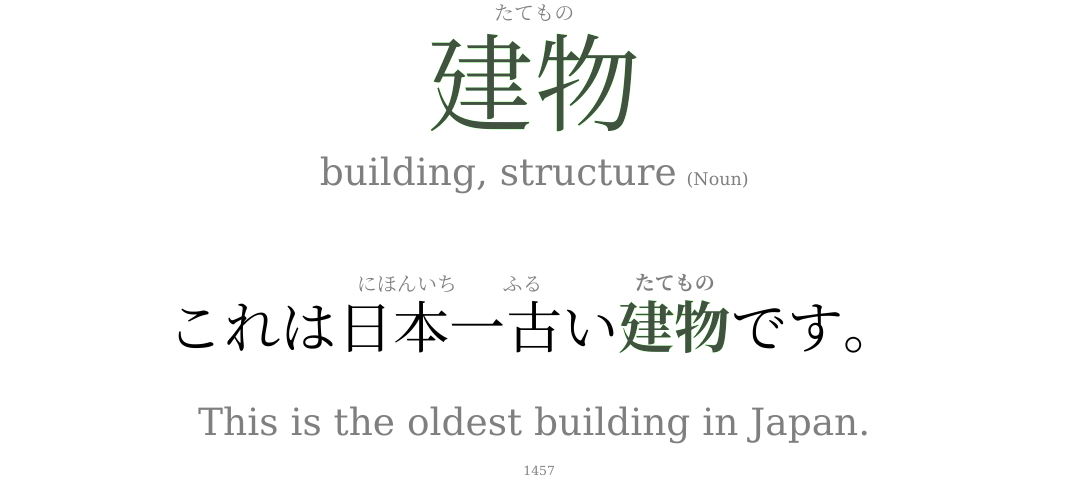 たてもの
建物
building, structure (Noun)
にほんいち ふる たてもの
これは日本一古い建物です。
This is the oldest building in Japan.
1457